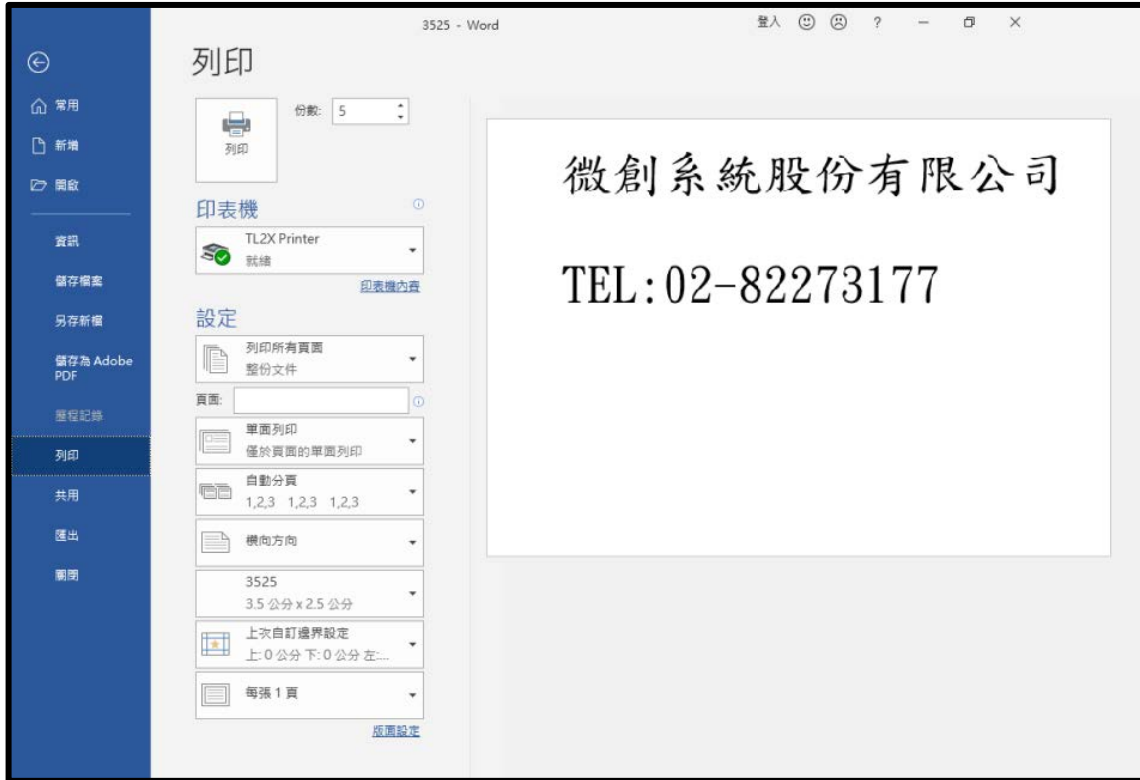 3525 - Word
登入
?
列印
常用
新增
開啟
資訊
儲存檔案
另存新檔
儲存為 Adobe
PDF
歷程記錄
列印
共用
匯出
關閉
列印
份數: 5
印表機
TL2X Printer
就緒
印表機內容
設定
列印所有頁面
整份文件
頁面:
單面列印
僅於頁面的單面列印
自動分頁
1,2,3 1,2,3 1,2,3
橫向方向
3525
3.5 公分 x 2.5 公分
上次自訂邊界設定
上: 0 公分 下: 0 公分 左:...
每張 1 頁
版面設定
微創系統股份有限公司
TEL:02-82273177